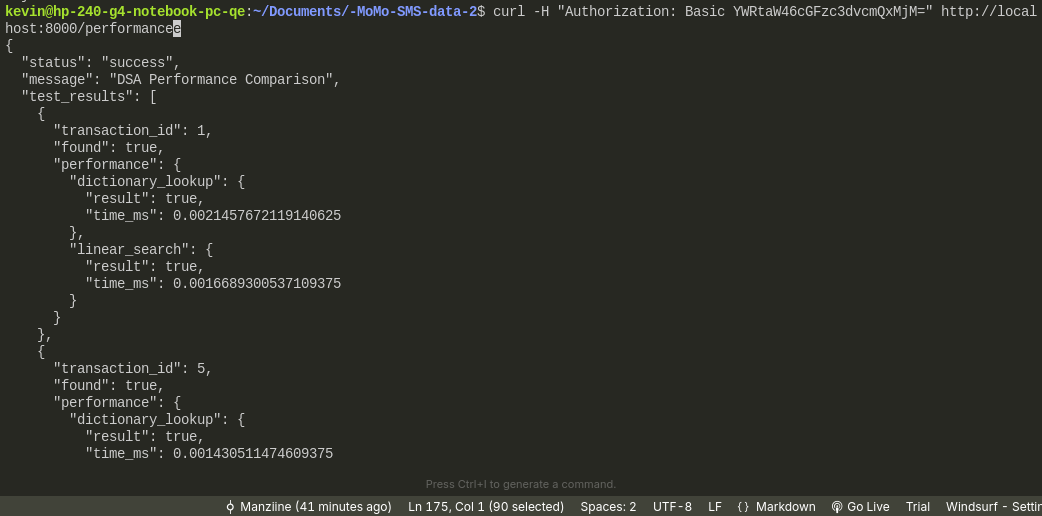 kevin@hp-240-g4-notebook-pc-qe:~/Documents/-MoMo-SMS-data-2$ curl -H "Authorization: Basic YWRtaW46cGFzc3dvcmQxMjM=" http://local
host:8000/performancee
{
  "status": "success",
  "message": "DSA Performance Comparison",
  "test_results": [
    {
      "transaction_id": 1,
      "found": true,
      "performance": {
        "dictionary_lookup": {
          "result": true,
          "time_ms": 0.0021457672119140625
        },
        "linear_search": {
          "result": true,
          "time_ms": 0.0016689300537109375
        }
      }
    },
    {
      "transaction_id": 5,
      "found": true,
      "performance": {
        "dictionary_lookup": {
          "result": true,
          "time_ms": 0.001430511474609375
Press Ctrl+I to generate a command.
Manziine (41 minutes ago) Ln 175, Col 1 (90 selected) Spaces: 2 UTF-8 LF {} Markdown Go Live Trial Windsurf - Settin